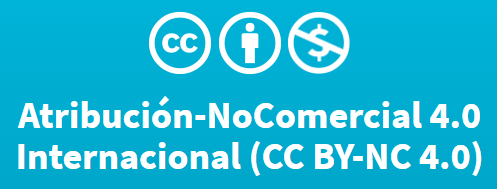 cc
Atribución-NoComercial 4.0
Internacional (CC BY-NC 4.0)